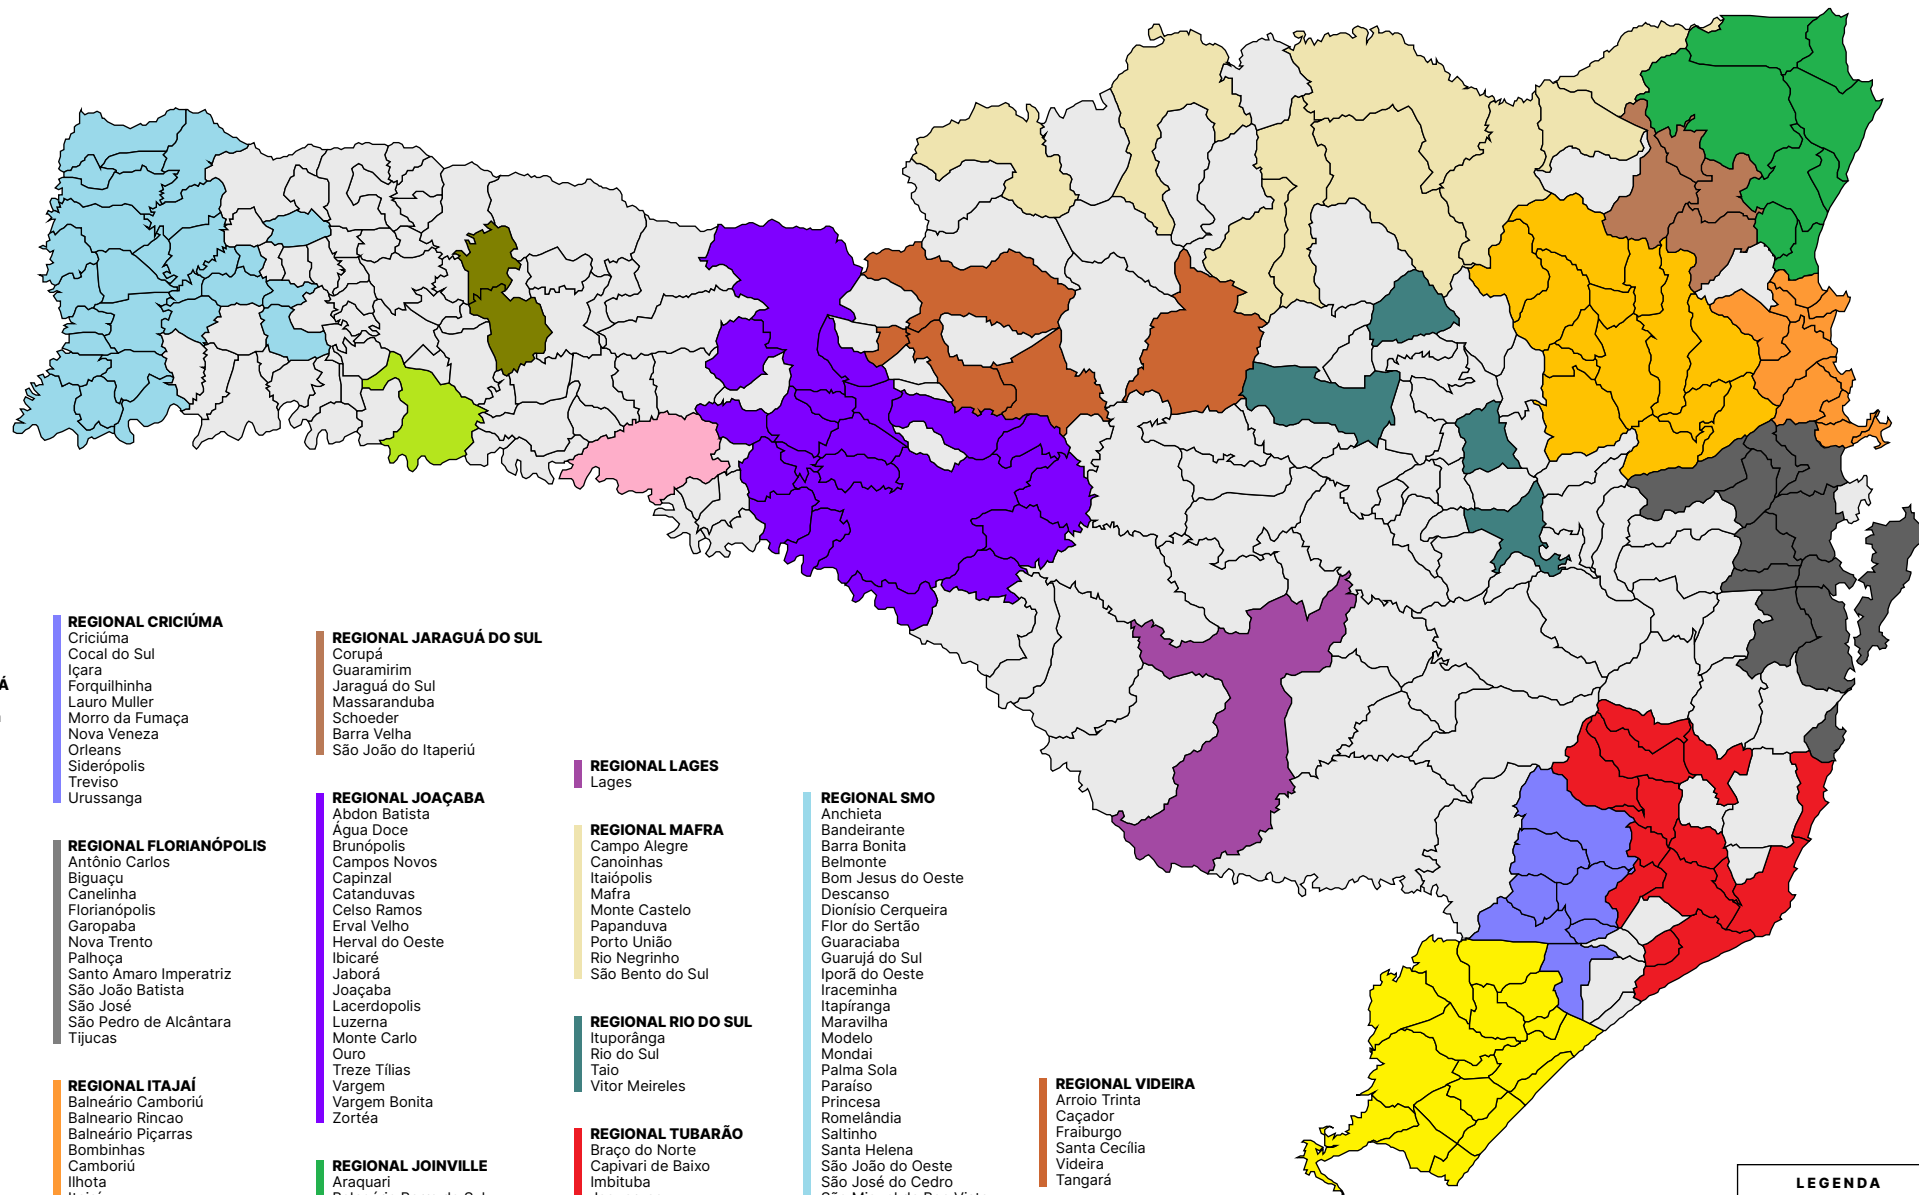 Á
REGIONAL CRICIÚMA
Criciúma
Cocal do Sul
Içara
Forquilhinha
Lauro Muller
Morro da Fumaça
Nova Veneza
Orleans
Siderópolis
Treviso
Urussanga
REGIONAL FLORIANÓPOLIS
Antônio Carlos
Biguaçu
Canelinha
Florianópolis
Garopaba
Nova Trento
Palhoça
Santo Amaro Imperatriz
São João Batista
São José
São Pedro de Alcântara
Tijucas
REGIONAL ITAJAÍ
Balneário Camboriú
Balneario Rincao
Balneário Piçarras
Bombinhas
Camboriú
Ilhota
REGIONAL JARAGUÁ DO SUL
Corupá
Guaramirim
Jaraguá do Sul
Massaranduba
Schoeder
Barra Velha
São João do Itaperiú
REGIONAL JOAÇABA
Abdon Batista
Água Doce
Brunópolis
Campos Novos
Capinzal
Catanduvas
Celso Ramos
Erval Velho
Herval do Oeste
Ibicaré
Jaborá
Joaçaba
Lacerdopolis
Luzerna
Monte Carlo
Ouro
Treze Tílias
Vargem
Vargem Bonita
Zortéa
REGIONAL JOINVILLE
Araquari
REGIONAL LAGES
Lages
REGIONAL MAFRA
Campo Alegre
Canoinhas
Itaiópolis
Mafra
Monte Castelo
Papanduva
Porto União
Rio Negrinho
São Bento do Sul
REGIONAL RIO DO SUL
Ituporânga
Rio do Sul
Taio
Vitor Meireles
REGIONAL TUBARÃO
Braço do Norte
Capivari de Baixo
Imbituba
REGIONAL SMO
Anchieta
Bandeirante
Barra Bonita
Belmonte
Bom Jesus do Oeste
Descanso
Dionísio Cerqueira
Flor do Sertão
Guaraciaba
Guarujá do Sul
Iporã do Oeste
Iraceminha
Itapíranga
Maravilha
Modelo
Mondai
Palma Sola
Paraíso
Princesa
Romelândia
Saltinho
Santa Helena
São João do Oeste
São José do Cedro
REGIONAL VIDEIRA
Arroio Trinta
Caçador
Fraiburgo
Santa Cecília
Videira
Tangará
LEGENDA